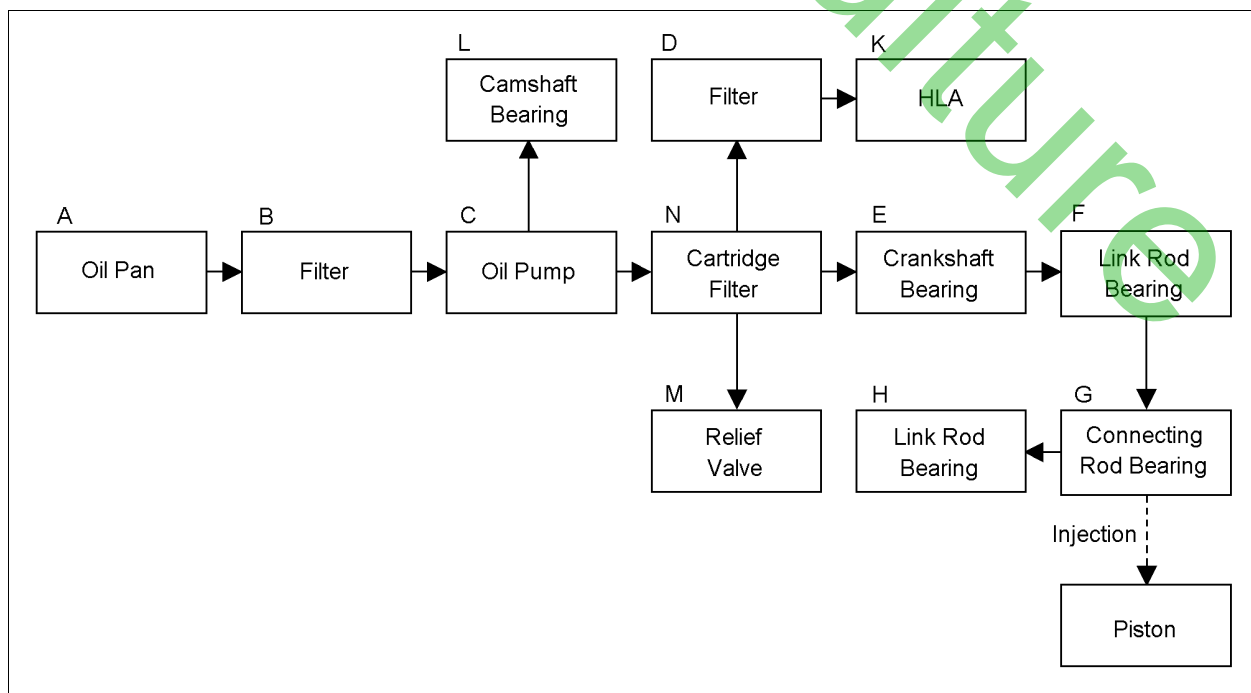 L
Camshaft
Bearing
D
Filter
K
HLA
A
Oil Pan
B
Filter
C
Oil Pump
N
Cartridge
Filter
E
Crankshaft
Bearing
F
Link Rod
Bearing
M
Relief
Valve
H
Link Rod
Bearing
G
Connecting
Rod Bearing
Injection
Piston
ulture